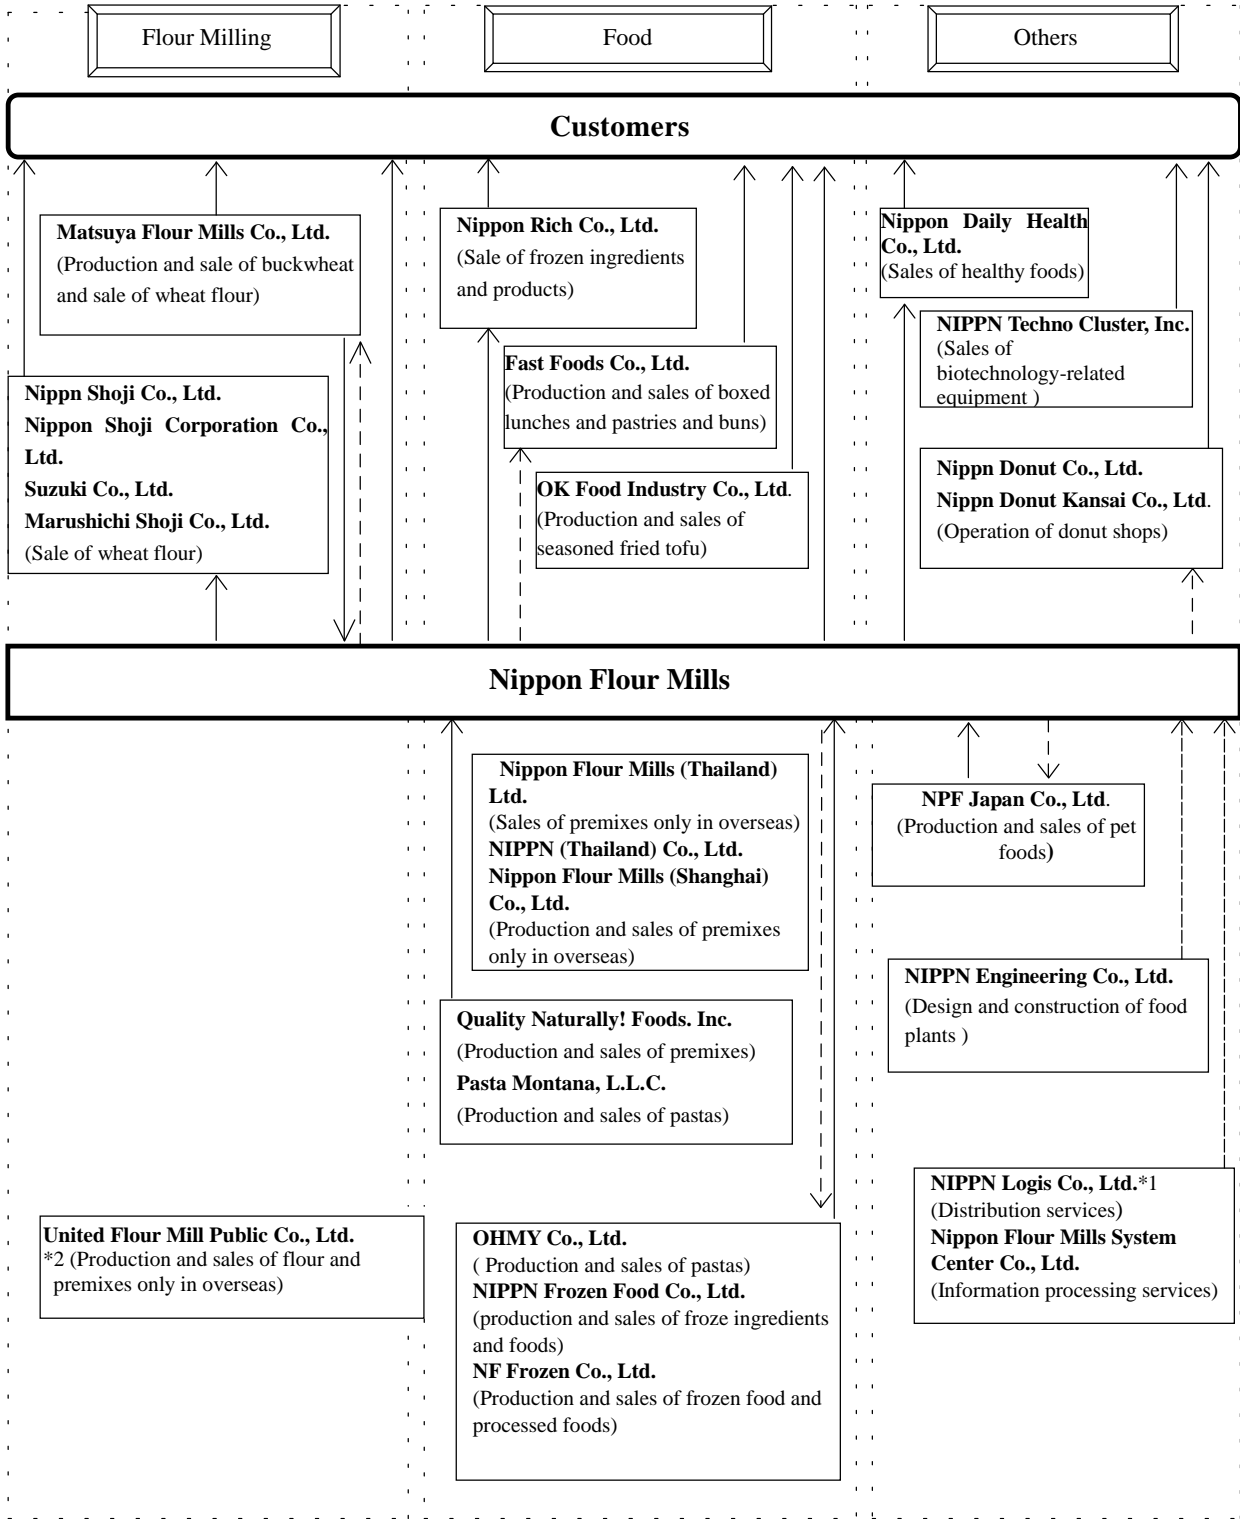 Flour Milling
Food
Others
Customers
Matsuya Flour Mills Co., Ltd.
(Production and sale of buckwheat
and sale of wheat flour)
Nippn Shoji Co., Ltd.
Nippon Shoji Corporation Co.,
Ltd.
Suzuki Co., Ltd.
Marushichi Shoji Co., Ltd.
(Sale of wheat flour)
Nippon Rich Co., Ltd.
(Sale of frozen ingredients
and products)
Fast Foods Co., Ltd.
(Production and sales of boxed
lunches and pastries and buns)
OK Food Industry Co., Ltd.
(Production and sales of
seasoned fried tofu)
Nippon Daily Health
Co., Ltd.
(Sales of healthy foods)
NIPPN Techno Cluster, Inc.
(Sales of
biotechnology-related
equipment )
Nippn Donut Co., Ltd.
Nippn Donut Kansai Co., Ltd.
(Operation of donut shops)
Nippon Flour Mills
Nippon Flour Mills (Thailand)
Ltd.
(Sales of premixes only in overseas)
NIPPN (Thailand) Co., Ltd.
Nippon Flour Mills (Shanghai)
Co., Ltd.
(Production and sales of premixes
only in overseas)
Quality Naturally! Foods. Inc.
(Production and sales of premixes)
Pasta Montana, L.L.C.
(Production and sales of pastas)
NPF Japan Co., Ltd.
(Production and sales of pet
foods)
NIPPN Engineering Co., Ltd.
(Design and construction of food
plants )
United Flour Mill Public Co., Ltd.
*2 (Production and sales of flour and
premixes only in overseas)
OHMY Co., Ltd.
( Production and sales of pastas)
NIPPN Frozen Food Co., Ltd.
(production and sales of froze ingredients
and foods)
NF Frozen Co., Ltd.
(Production and sales of frozen food and
processed foods)
NIPPN Logis Co., Ltd.*1
(Distribution services)
Nippon Flour Mills System
Center Co., Ltd.
(Information processing services)